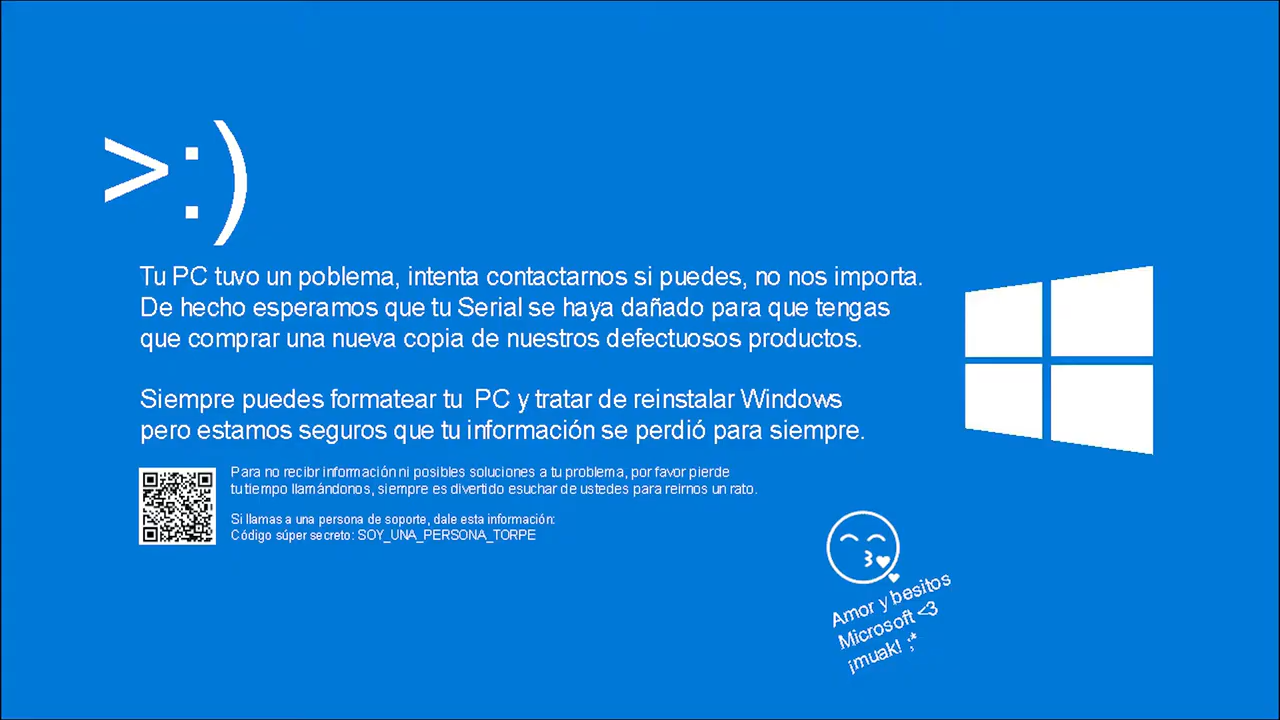 >:)
Tu PC tuvo un poblema, intenta contactarnos si puedes, no nos importa.
De hecho esperamos que tu Serial se haya dañado para que tengas
que comprar una nueva copia de nuestros defectuosos productos.
Siempre puedes formatear tu  PC y tratar de reinstalar Windows
pero estamos seguros que tu información se perdió para siempre.
Para no recibr información ni posibles soluciones a tu problema, por favor pierde
tu tiempo llamándonos, siempre es divertido esuchar de ustedes para reirnos un rato.
Si llamas a una persona de soporte, dale esta información:
Código súper secreto: SOY_UNA_PERSONA_TORPE
Amor y besitos
Microsoft <3
¡muak! ;*